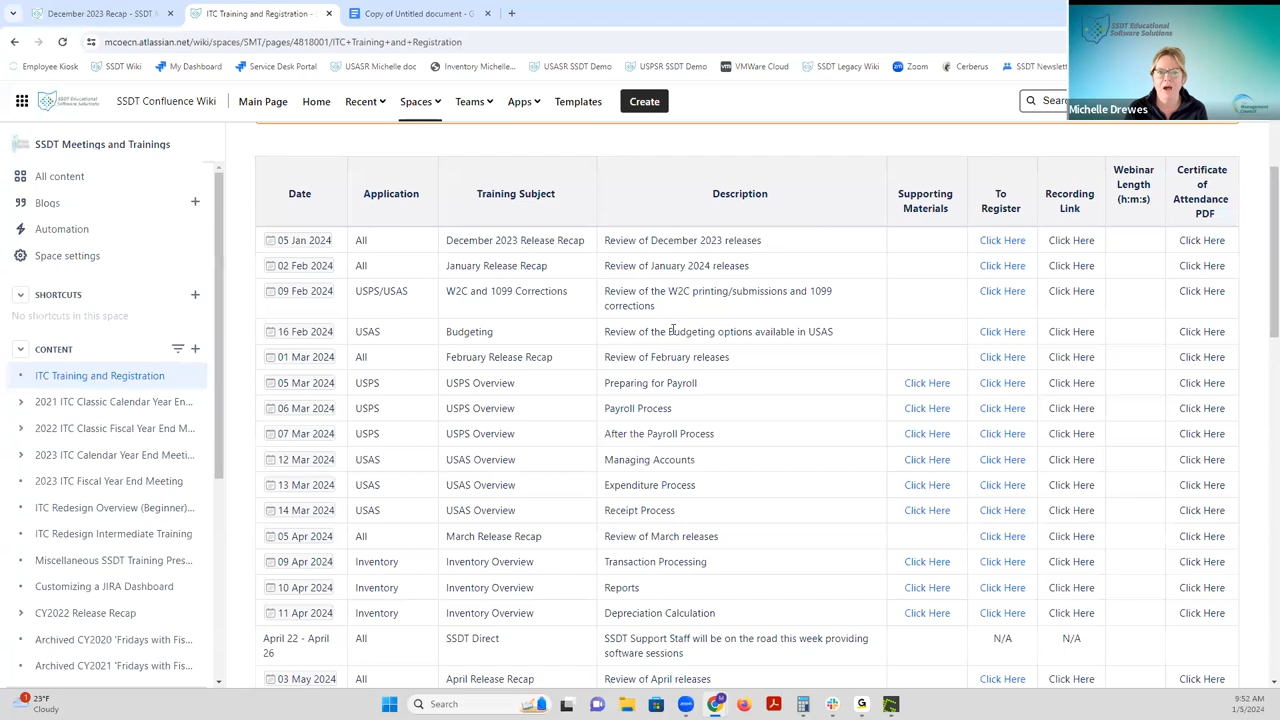 December 2023 Recap - SSDT M
ITC Training and Registration -
Copy of Untitled document - G
mcoecn.atlassian.net/wiki/spaces/SMT/pages/4818001/ITC+Training+and+Registration
Employee Kiosk
SSDT Wiki
My Dashboard
Service Desk Portal
USASR Michelle doc
Inventory Michelle...
USASR SSDT Demo
USPSR SSDT Demo
VMWare Cloud
SSDT Legacy Wiki
Zoom
Cerberus
SSDT Newslett
SSDT Educational
Software Solutions
Management
Council
Michelle Drewes
SSDT Confluence Wiki
Main Page
Home
Recent
Spaces
Teams
Apps
Templates
Create
Sear
SSDT Meetings and Trainings
All content
Blogs
Automation
Space settings
SHORTCUTS
No shortcuts in this space
CONTENT
ITC Training and Registration
2021 ITC Classic Calendar Year En...
2022 ITC Classic Fiscal Year End M...
2023 ITC Calendar Year End Meeti...
2023 ITC Fiscal Year End Meeting
ITC Redesign Overview (Beginner)...
ITC Redesign Intermediate Training
Miscellaneous SSDT Training Pres...
Customizing a JIRA Dashboard
CY2022 Release Recap
Archived CY2020 'Fridays with Fis...
Archived CY2021 'Fridays with Fis...
Date Application Training Subject Description Supporting Materials To Register Recording Link Webinar Length (h:m:s) Certificate of Attendance PDF
05 Jan 2024 All December 2023 Release Recap Review of December 2023 releases Click Here Click Here Click Here
02 Feb 2024 All January Release Recap Review of January 2024 releases Click Here Click Here Click Here
09 Feb 2024 USPS/USAS W2C and 1099 Corrections Review of the W2C printing/submissions and 1099 corrections Click Here Click Here Click Here
16 Feb 2024 USAS Budgeting Review of the Budgeting options available in USAS Click Here Click Here Click Here
01 Mar 2024 All February Release Recap Review of February releases Click Here Click Here Click Here
05 Mar 2024 USPS USPS Overview Preparing for Payroll Click Here Click Here Click Here Click Here
06 Mar 2024 USPS USPS Overview Payroll Process Click Here Click Here Click Here Click Here
07 Mar 2024 USPS USPS Overview After the Payroll Process Click Here Click Here Click Here Click Here
12 Mar 2024 USAS USAS Overview Managing Accounts Click Here Click Here Click Here Click Here
13 Mar 2024 USAS USAS Overview Expenditure Process Click Here Click Here Click Here Click Here
14 Mar 2024 USAS USAS Overview Receipt Process Click Here Click Here Click Here Click Here
05 Apr 2024 All March Release Recap Review of March releases Click Here Click Here Click Here
09 Apr 2024 Inventory Inventory Overview Transaction Processing Click Here Click Here Click Here Click Here
10 Apr 2024 Inventory Inventory Overview Reports Click Here Click Here Click Here Click Here
11 Apr 2024 Inventory Inventory Overview Depreciation Calculation Click Here Click Here Click Here Click Here
April 22 - April 26 All SSDT Direct SSDT Support Staff will be on the road this week providing software sessions N/A N/A
03 May 2024 All April Release Recap Review of April releases Click Here Click Here Click Here
1
23°F
Cloudy
Search
9:52 AM
1/5/2024